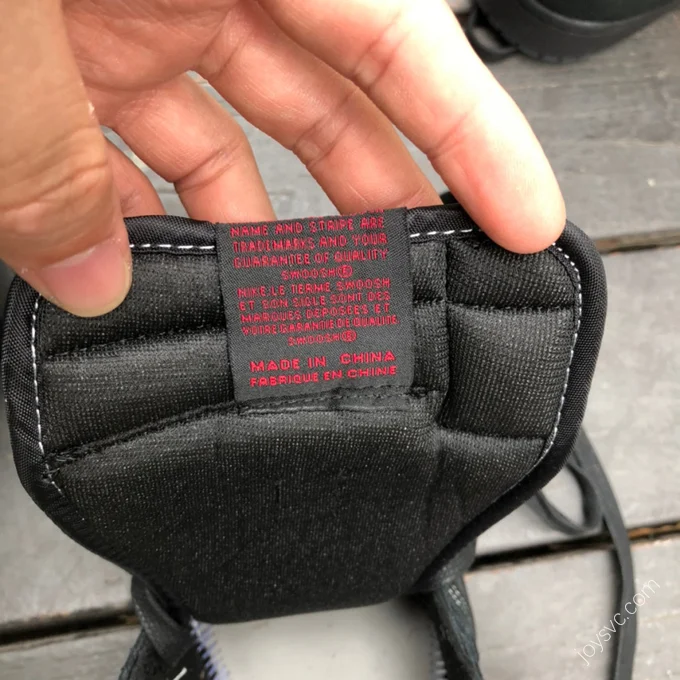 NAME AND STRIPE ARE
TRADEMARKS AND YOUR
GUARANTEE OF QUALITY
SWOOSH®
NIKE LE TERME SWOOSH
ET SON SIGLE SONT DES
MARQUES DEPOSEES ET
VOTRE GARANTIE DE QUALITE
SWOOSH®
MADE IN CHINA
FABRIQUE EN CHINE
joysvc.com